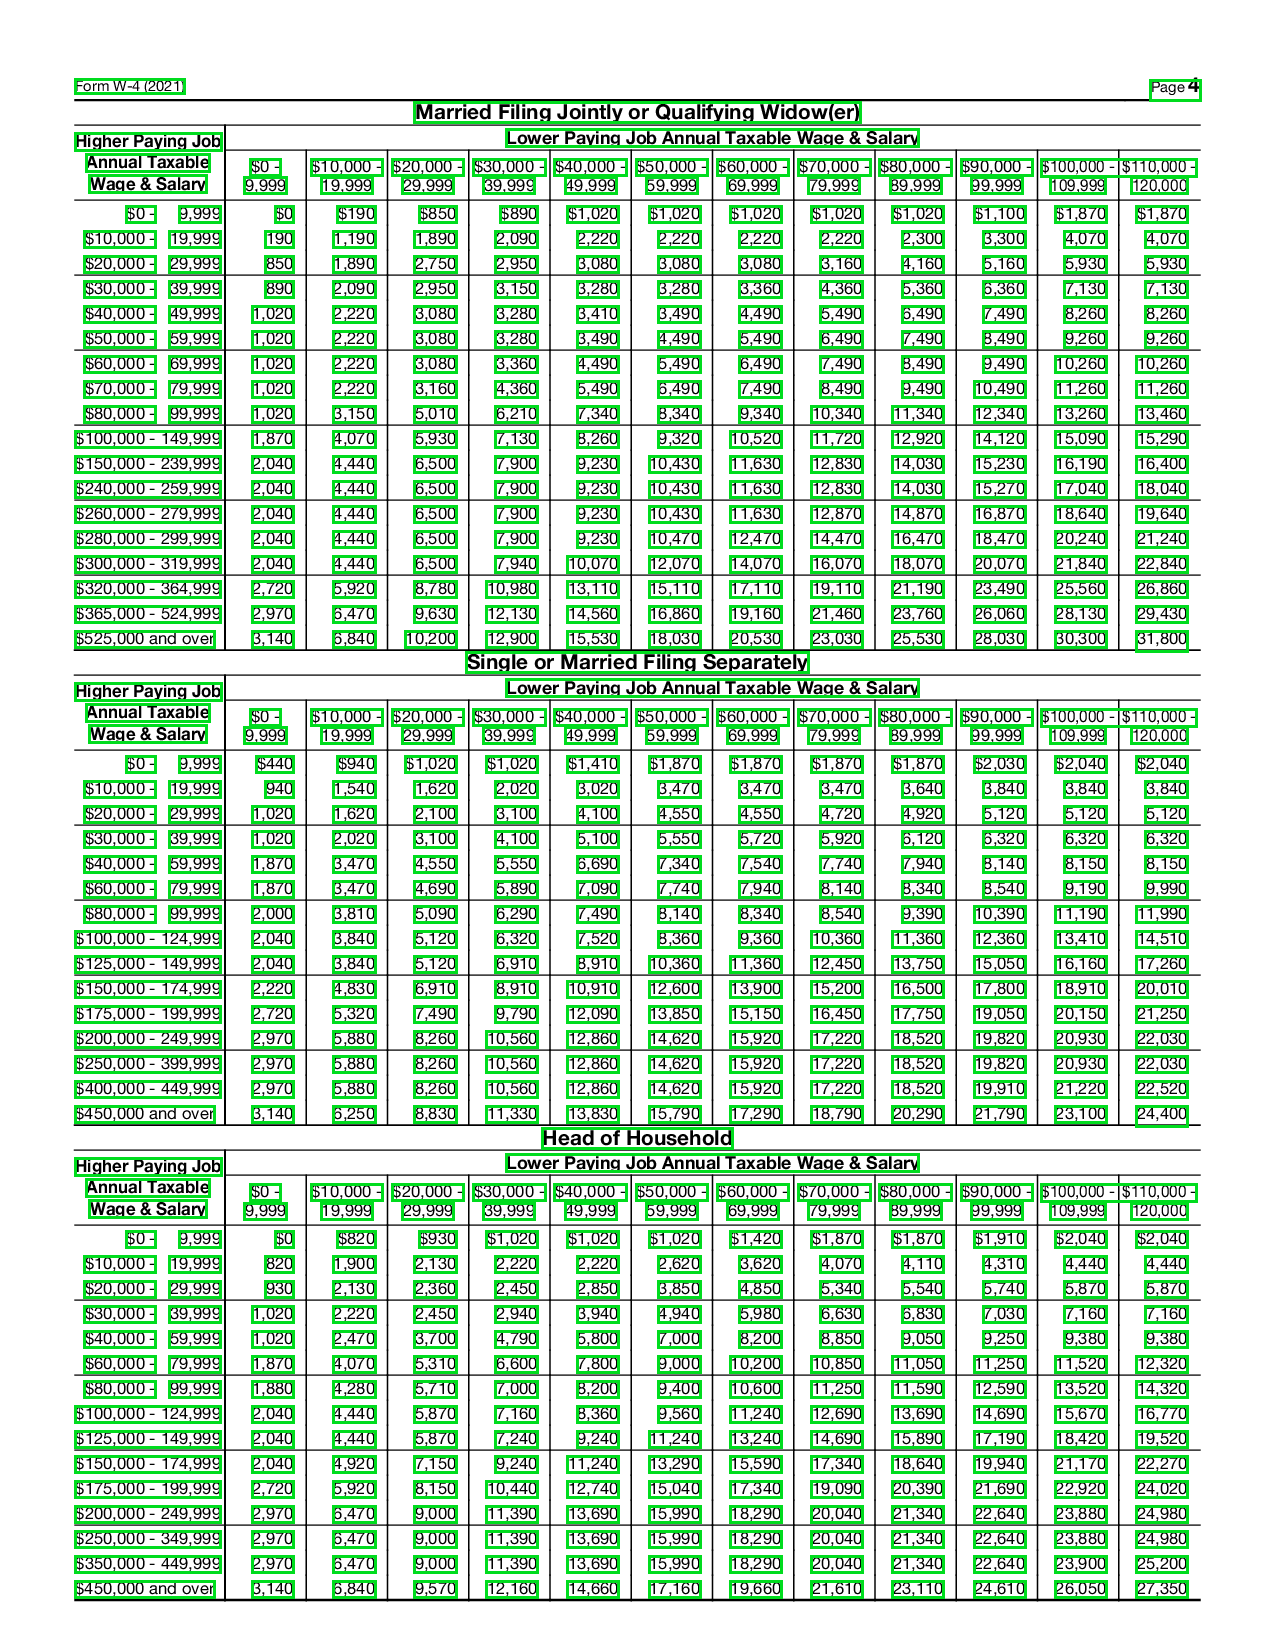 Form W-4 (2021) Page 4
Married Filing Jointly or Qualifying Widow(er)
Higher Paying Job Annual Taxable Wage & Salary
Lower Paying Job Annual Taxable Wage & Salary
$0 - 9,999 $10,000 - 19,999 $20,000 - 29,999 $30,000 - 39,999 $40,000 - 49,999 $50,000 - 59,999 $60,000 - 69,999 $70,000 - 79,999 $80,000 - 89,999 $90,000 - 99,999 $100,000 - 109,999 $110,000 - 120,000
$0 - 9,999 $0 $190 $850 $890 $1,020 $1,020 $1,020 $1,020 $1,020 $1,100 $1,870 $1,870
$10,000 - 19,999 190 1,190 1,890 2,090 2,220 2,220 2,220 2,220 2,300 3,300 4,070 4,070
$20,000 - 29,999 850 1,890 2,750 2,950 3,080 3,080 3,080 3,160 4,160 5,160 5,930 5,930
$30,000 - 39,999 890 2,090 2,950 3,150 3,280 3,280 3,360 4,360 5,360 6,360 7,130 7,130
$40,000 - 49,999 1,020 2,220 3,080 3,280 3,410 3,490 4,490 5,490 6,490 7,490 8,260 8,260
$50,000 - 59,999 1,020 2,220 3,080 3,280 3,490 4,490 5,490 6,490 7,490 8,490 9,260 9,260
$60,000 - 69,999 1,020 2,220 3,080 3,360 4,490 5,490 6,490 7,490 8,490 9,490 10,260 10,260
$70,000 - 79,999 1,020 2,220 3,160 4,360 5,490 6,490 7,490 8,490 9,490 10,490 11,260 11,260
$80,000 - 99,999 1,020 3,150 5,010 6,210 7,340 8,340 9,340 10,340 11,340 12,340 13,260 13,460
$100,000 - 149,999 1,870 4,070 5,930 7,130 8,260 9,320 10,520 11,720 12,920 14,120 15,090 15,290
$150,000 - 239,999 2,040 4,440 6,500 7,900 9,230 10,430 11,630 12,830 14,030 15,230 16,190 16,400
$240,000 - 259,999 2,040 4,440 6,500 7,900 9,230 10,430 11,630 12,830 14,030 15,270 17,040 18,040
$260,000 - 279,999 2,040 4,440 6,500 7,900 9,230 10,430 11,630 12,870 14,870 16,870 18,640 19,640
$280,000 - 299,999 2,040 4,440 6,500 7,900 9,230 10,470 12,470 14,470 16,470 18,470 20,240 21,240
$300,000 - 319,999 2,040 4,440 6,500 7,940 10,070 12,070 14,070 16,070 18,070 20,070 21,840 22,840
$320,000 - 364,999 2,720 5,920 8,780 10,980 13,110 15,110 17,110 19,110 21,190 23,490 25,560 26,860
$365,000 - 524,999 2,970 6,470 9,630 12,130 14,560 16,860 19,160 21,460 23,760 26,060 28,130 29,430
$525,000 and over 3,140 6,840 10,200 12,900 15,530 18,030 20,530 23,030 25,530 28,030 30,300 31,800
Single or Married Filing Separately
Higher Paying Job Annual Taxable Wage & Salary
Lower Paying Job Annual Taxable Wage & Salary
$0 - 9,999 $10,000 - 19,999 $20,000 - 29,999 $30,000 - 39,999 $40,000 - 49,999 $50,000 - 59,999 $60,000 - 69,999 $70,000 - 79,999 $80,000 - 89,999 $90,000 - 99,999 $100,000 - 109,999 $110,000 - 120,000
$0 - 9,999 $440 $940 $1,020 $1,020 $1,410 $1,870 $1,870 $1,870 $1,870 $2,030 $2,040 $2,040
$10,000 - 19,999 940 1,540 1,620 2,020 3,020 3,470 3,470 3,470 3,640 3,840 3,840 3,840
$20,000 - 29,999 1,020 1,620 2,100 3,100 4,100 4,550 4,550 4,720 4,920 5,120 5,120 5,120
$30,000 - 39,999 1,020 2,020 3,100 4,100 5,100 5,550 5,720 5,920 6,120 6,320 6,320 6,320
$40,000 - 59,999 1,870 3,470 4,550 5,550 6,690 7,340 7,540 7,740 7,940 8,140 8,150 8,150
$60,000 - 79,999 1,870 3,470 4,690 5,890 7,090 7,740 7,940 8,140 8,340 8,540 9,190 9,990
$80,000 - 99,999 2,000 3,810 5,090 6,290 7,490 8,140 8,340 8,540 9,390 10,390 11,190 11,990
$100,000 - 124,999 2,040 3,840 5,120 6,320 7,520 8,360 9,360 10,360 11,360 12,360 13,410 14,510
$125,000 - 149,999 2,040 3,840 5,120 6,910 8,910 10,360 11,360 12,450 13,750 15,050 16,160 17,260
$150,000 - 174,999 2,220 4,830 6,910 8,910 10,910 12,600 13,900 15,200 16,500 17,800 18,910 20,010
$175,000 - 199,999 2,720 5,320 7,490 9,790 12,090 13,850 15,150 16,450 17,750 19,050 20,150 21,250
$200,000 - 249,999 2,970 5,880 8,260 10,560 12,860 14,620 15,920 17,220 18,520 19,820 20,930 22,030
$250,000 - 399,999 2,970 5,880 8,260 10,560 12,860 14,620 15,920 17,220 18,520 19,820 20,930 22,030
$400,000 - 449,999 2,970 5,880 8,260 10,560 12,860 14,620 15,920 17,220 18,520 19,910 21,220 22,520
$450,000 and over 3,140 6,250 8,830 11,330 13,830 15,790 17,290 18,790 20,290 21,790 23,100 24,400
Head of Household
Higher Paying Job Annual Taxable Wage & Salary
Lower Paying Job Annual Taxable Wage & Salary
$0 - 9,999 $10,000 - 19,999 $20,000 - 29,999 $30,000 - 39,999 $40,000 - 49,999 $50,000 - 59,999 $60,000 - 69,999 $70,000 - 79,999 $80,000 - 89,999 $90,000 - 99,999 $100,000 - 109,999 $110,000 - 120,000
$0 - 9,999 $0 $820 $930 $1,020 $1,020 $1,020 $1,420 $1,870 $1,870 $1,910 $2,040 $2,040
$10,000 - 19,999 820 1,900 2,130 2,220 2,220 2,620 3,620 4,070 4,110 4,310 4,440 4,440
$20,000 - 29,999 930 2,130 2,360 2,450 2,850 3,850 4,850 5,340 5,540 5,740 5,870 5,870
$30,000 - 39,999 1,020 2,220 2,450 2,940 3,940 4,940 5,980 6,630 6,830 7,030 7,160 7,160
$40,000 - 59,999 1,020 2,470 3,700 4,790 5,800 7,000 8,200 8,850 9,050 9,250 9,380 9,380
$60,000 - 79,999 1,870 4,070 5,310 6,600 7,800 9,000 10,200 10,850 11,050 11,250 11,520 12,320
$80,000 - 99,999 1,880 4,280 5,710 7,000 8,200 9,400 10,600 11,250 11,590 12,590 13,520 14,320
$100,000 - 124,999 2,040 4,440 5,870 7,160 8,360 9,560 11,240 12,690 13,690 14,690 15,670 16,770
$125,000 - 149,999 2,040 4,440 5,870 7,240 9,240 11,240 13,240 14,690 15,890 17,190 18,420 19,520
$150,000 - 174,999 2,040 4,920 7,150 9,240 11,240 13,290 15,590 17,340 18,640 19,940 21,170 22,270
$175,000 - 199,999 2,720 5,920 8,150 10,440 12,740 15,040 17,340 19,090 20,390 21,690 22,920 24,020
$200,000 - 249,999 2,970 6,470 9,000 11,390 13,690 15,990 18,290 20,040 21,340 22,640 23,880 24,980
$250,000 - 349,999 2,970 6,470 9,000 11,390 13,690 15,990 18,290 20,040 21,340 22,640 23,880 24,980
$350,000 - 449,999 2,970 6,470 9,000 11,390 13,690 15,990 18,290 20,040 21,340 22,640 23,900 25,200
$450,000 and over 3,140 6,840 9,570 12,160 14,660 17,160 19,660 21,610 23,110 24,610 26,050 27,350